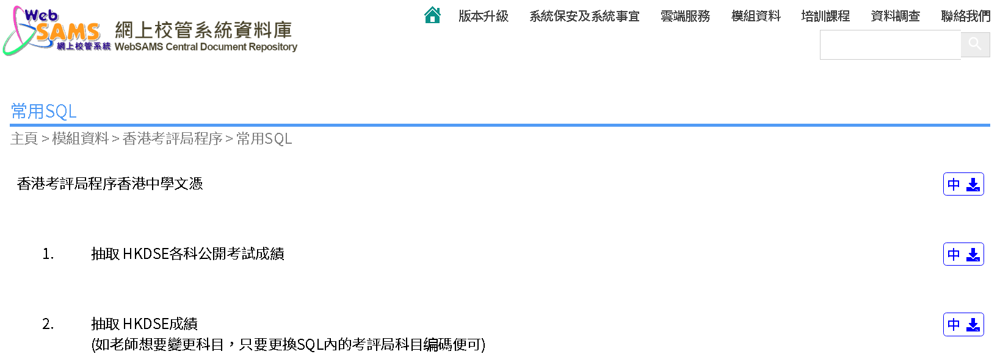 Web
SAMS
網上校管系統
網上校管系統資料庫
WebSAMS Central Document Repository
版本升級 系統保安及系統事宜 雲端服務 模組資料 培訓課程 資料調查 聯絡我們
常用SQL
主頁 > 模組資料 > 香港考評局程序 > 常用SQL
香港考評局程序香港中學文憑 中
1. 抽取 HKDSE各科公開考試成績 中
2. 抽取 HKDSE成績 中
(如老師想要變更科目，只要更換SQL內的考評局科目编碼便可)